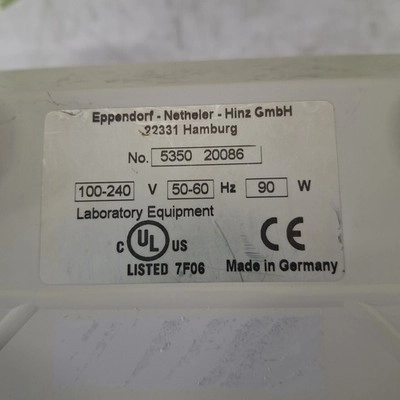 Eppendorf - Netheler - Hinz GmbH
22331 Hamburg
No. 5350 20086
100-240 V 50-60 Hz 90 W
Laboratory Equipment
C UL US CE
LISTED 7F06 Made in Germany